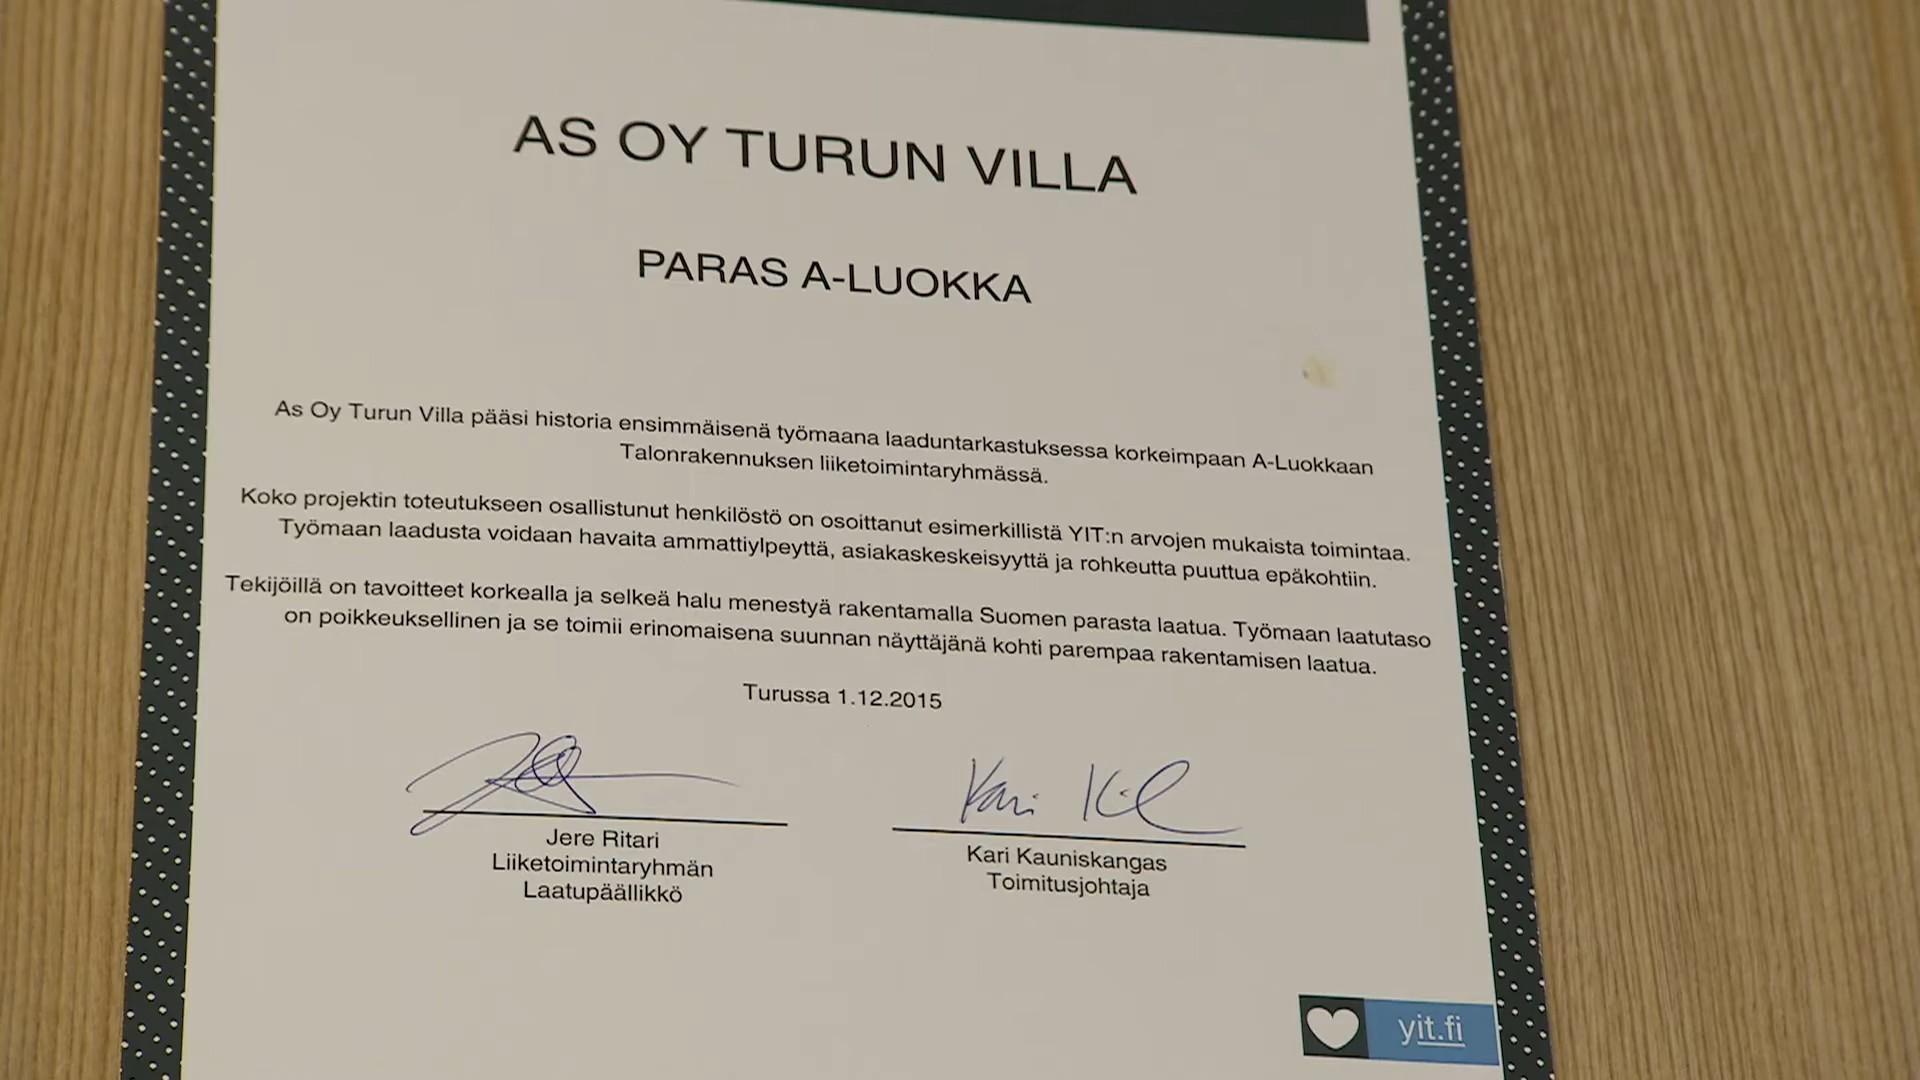 AS OY TURUN VILLA
PARAS A-LUOKKA
As Oy Turun Villa pääsi historia ensimmäisenä työmaana laaduntarkastuksessa korkeimpaan A-Luokkaan
Talonrakennuksen liiketoimintaryhmässä.
Koko projektin toteutukseen osallistunut henkilöstö on osoittanut esimerkillistä YIT:n arvojen mukaista toimintaa.
Työmaan laadusta voidaan havaita ammattiylpeyttä, asiakaskeskeisyyttä ja rohkeutta puuttua epäkohtiin.
Tekijöillä on tavoitteet korkealla ja selkeä halu menestyä rakentamalla Suomen parasta laatua. Työmaan laatutaso
on poikkeuksellinen ja se toimii erinomaisena suunnan näyttäjänä kohti parempaa rakentamisen laatua.
Turussa 1.12.2015
Jere Ritari
Liiketoimintaryhmän
Laatupäällikkö
Kari
Kari Kauniskangas
Toimitusjohtaja
yit.fi